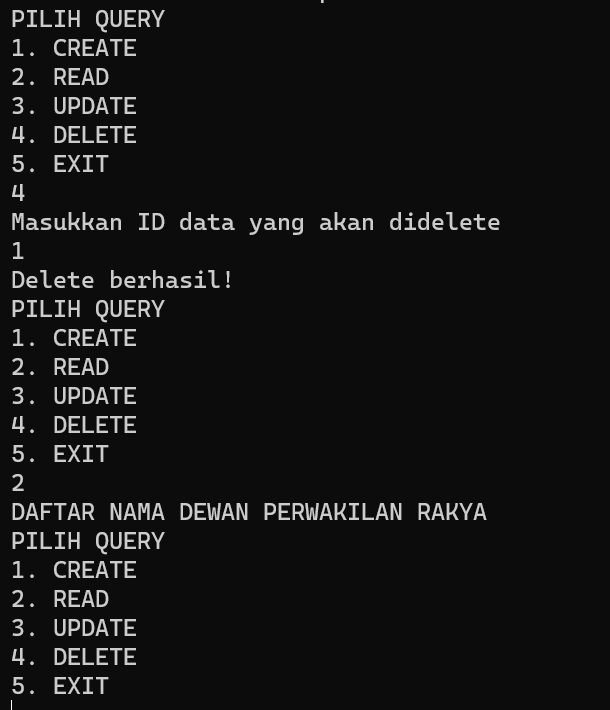 PILIH QUERY
1. CREATE
2. READ
3. UPDATE
4. DELETE
5. EXIT
4
Masukkan ID data yang akan didelete
1
Delete berhasil!
PILIH QUERY
1. CREATE
2. READ
3. UPDATE
4. DELETE
5. EXIT
2
DAFTAR NAMA DEWAN PERWAKILAN RAKYA
PILIH QUERY
1. CREATE
2. READ
3. UPDATE
4. DELETE
5. EXIT